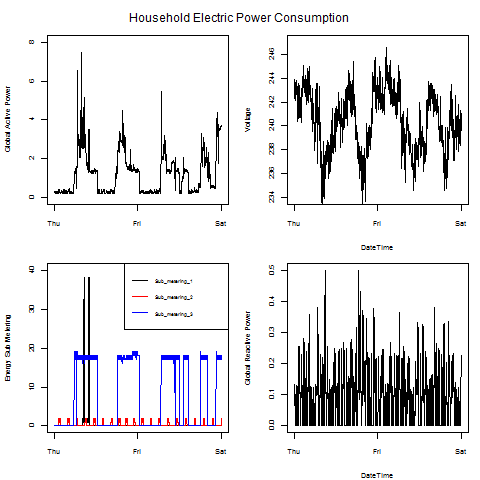 Household Electric Power Consumption
Global Active Power
8
6
4
2
0
Thu Fri Sat
Voltage
246
244
242
240
238
236
234
Thu Fri Sat
DateTime
Energy Sub Metering
40
30
20
10
0
Sub_metering_1
Sub_metering_2
Sub_metering_3
Thu Fri Sat
Global Reactive Power
0.5
0.4
0.3
0.2
0.1
0.0
Thu Fri Sat
DateTime